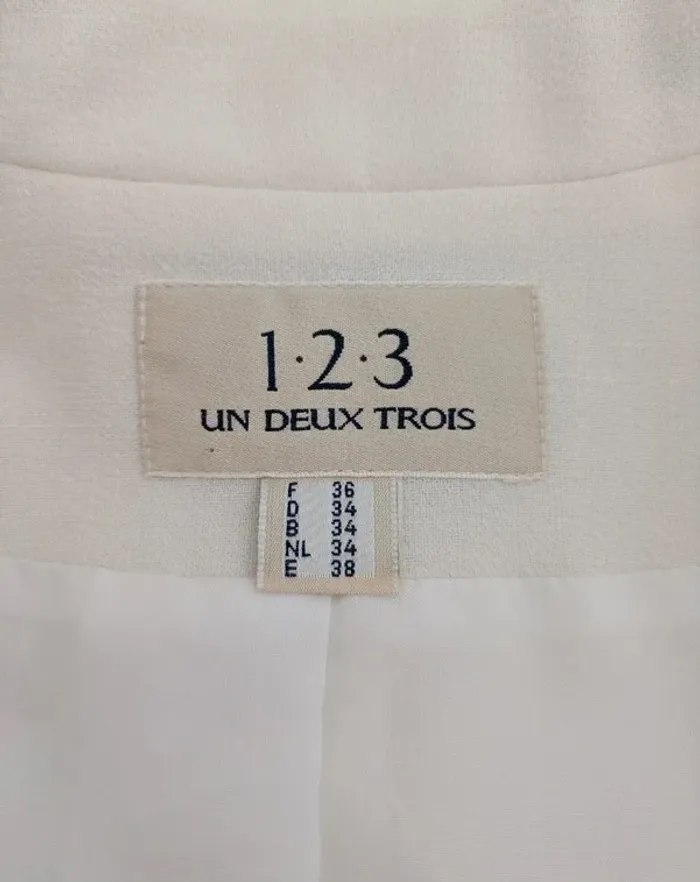 1·2·3
UN DEUX TROIS
F 36
D 34
B 34
NL 34
E 38